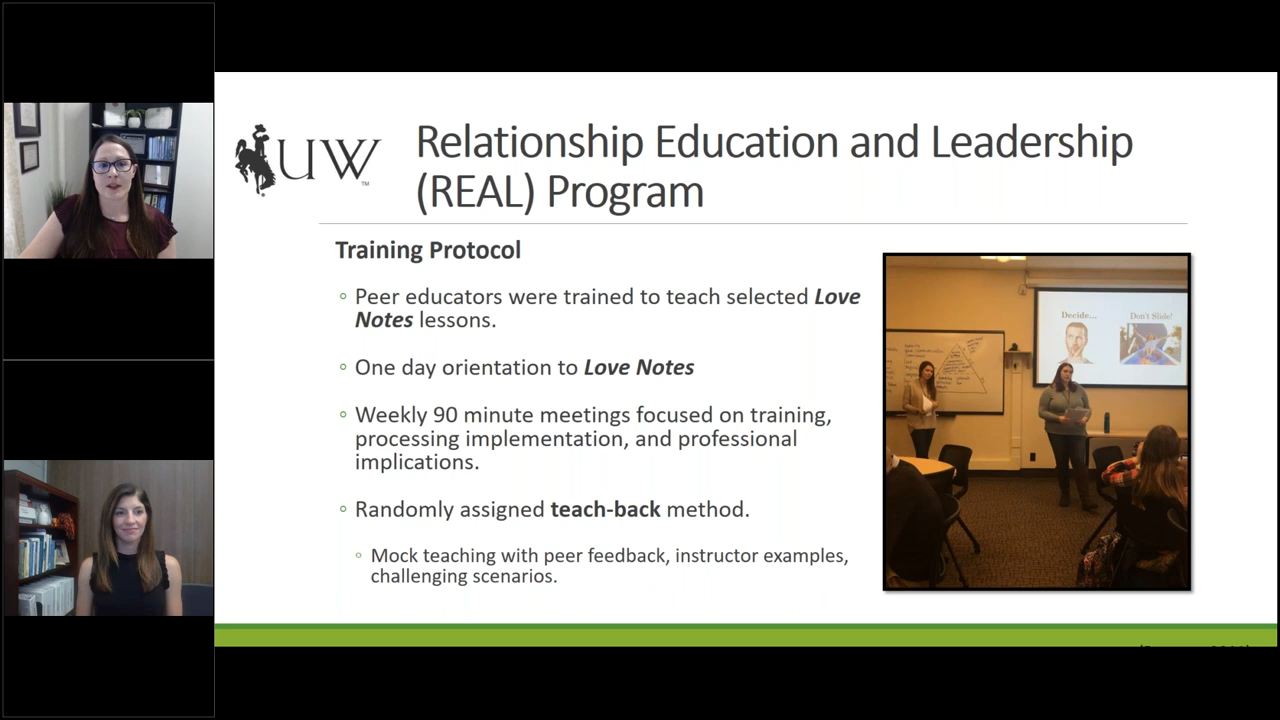 UW
TM
Relationship Education and Leadership
(REAL) Program
Training Protocol
Peer educators were trained to teach selected Love
Notes lessons.
One day orientation to Love Notes
Weekly 90 minute meetings focused on training,
processing implementation, and professional
implications.
Randomly assigned teach-back method.
Mock teaching with peer feedback, instructor examples,
challenging scenarios.
Decide...
Don't Slide!